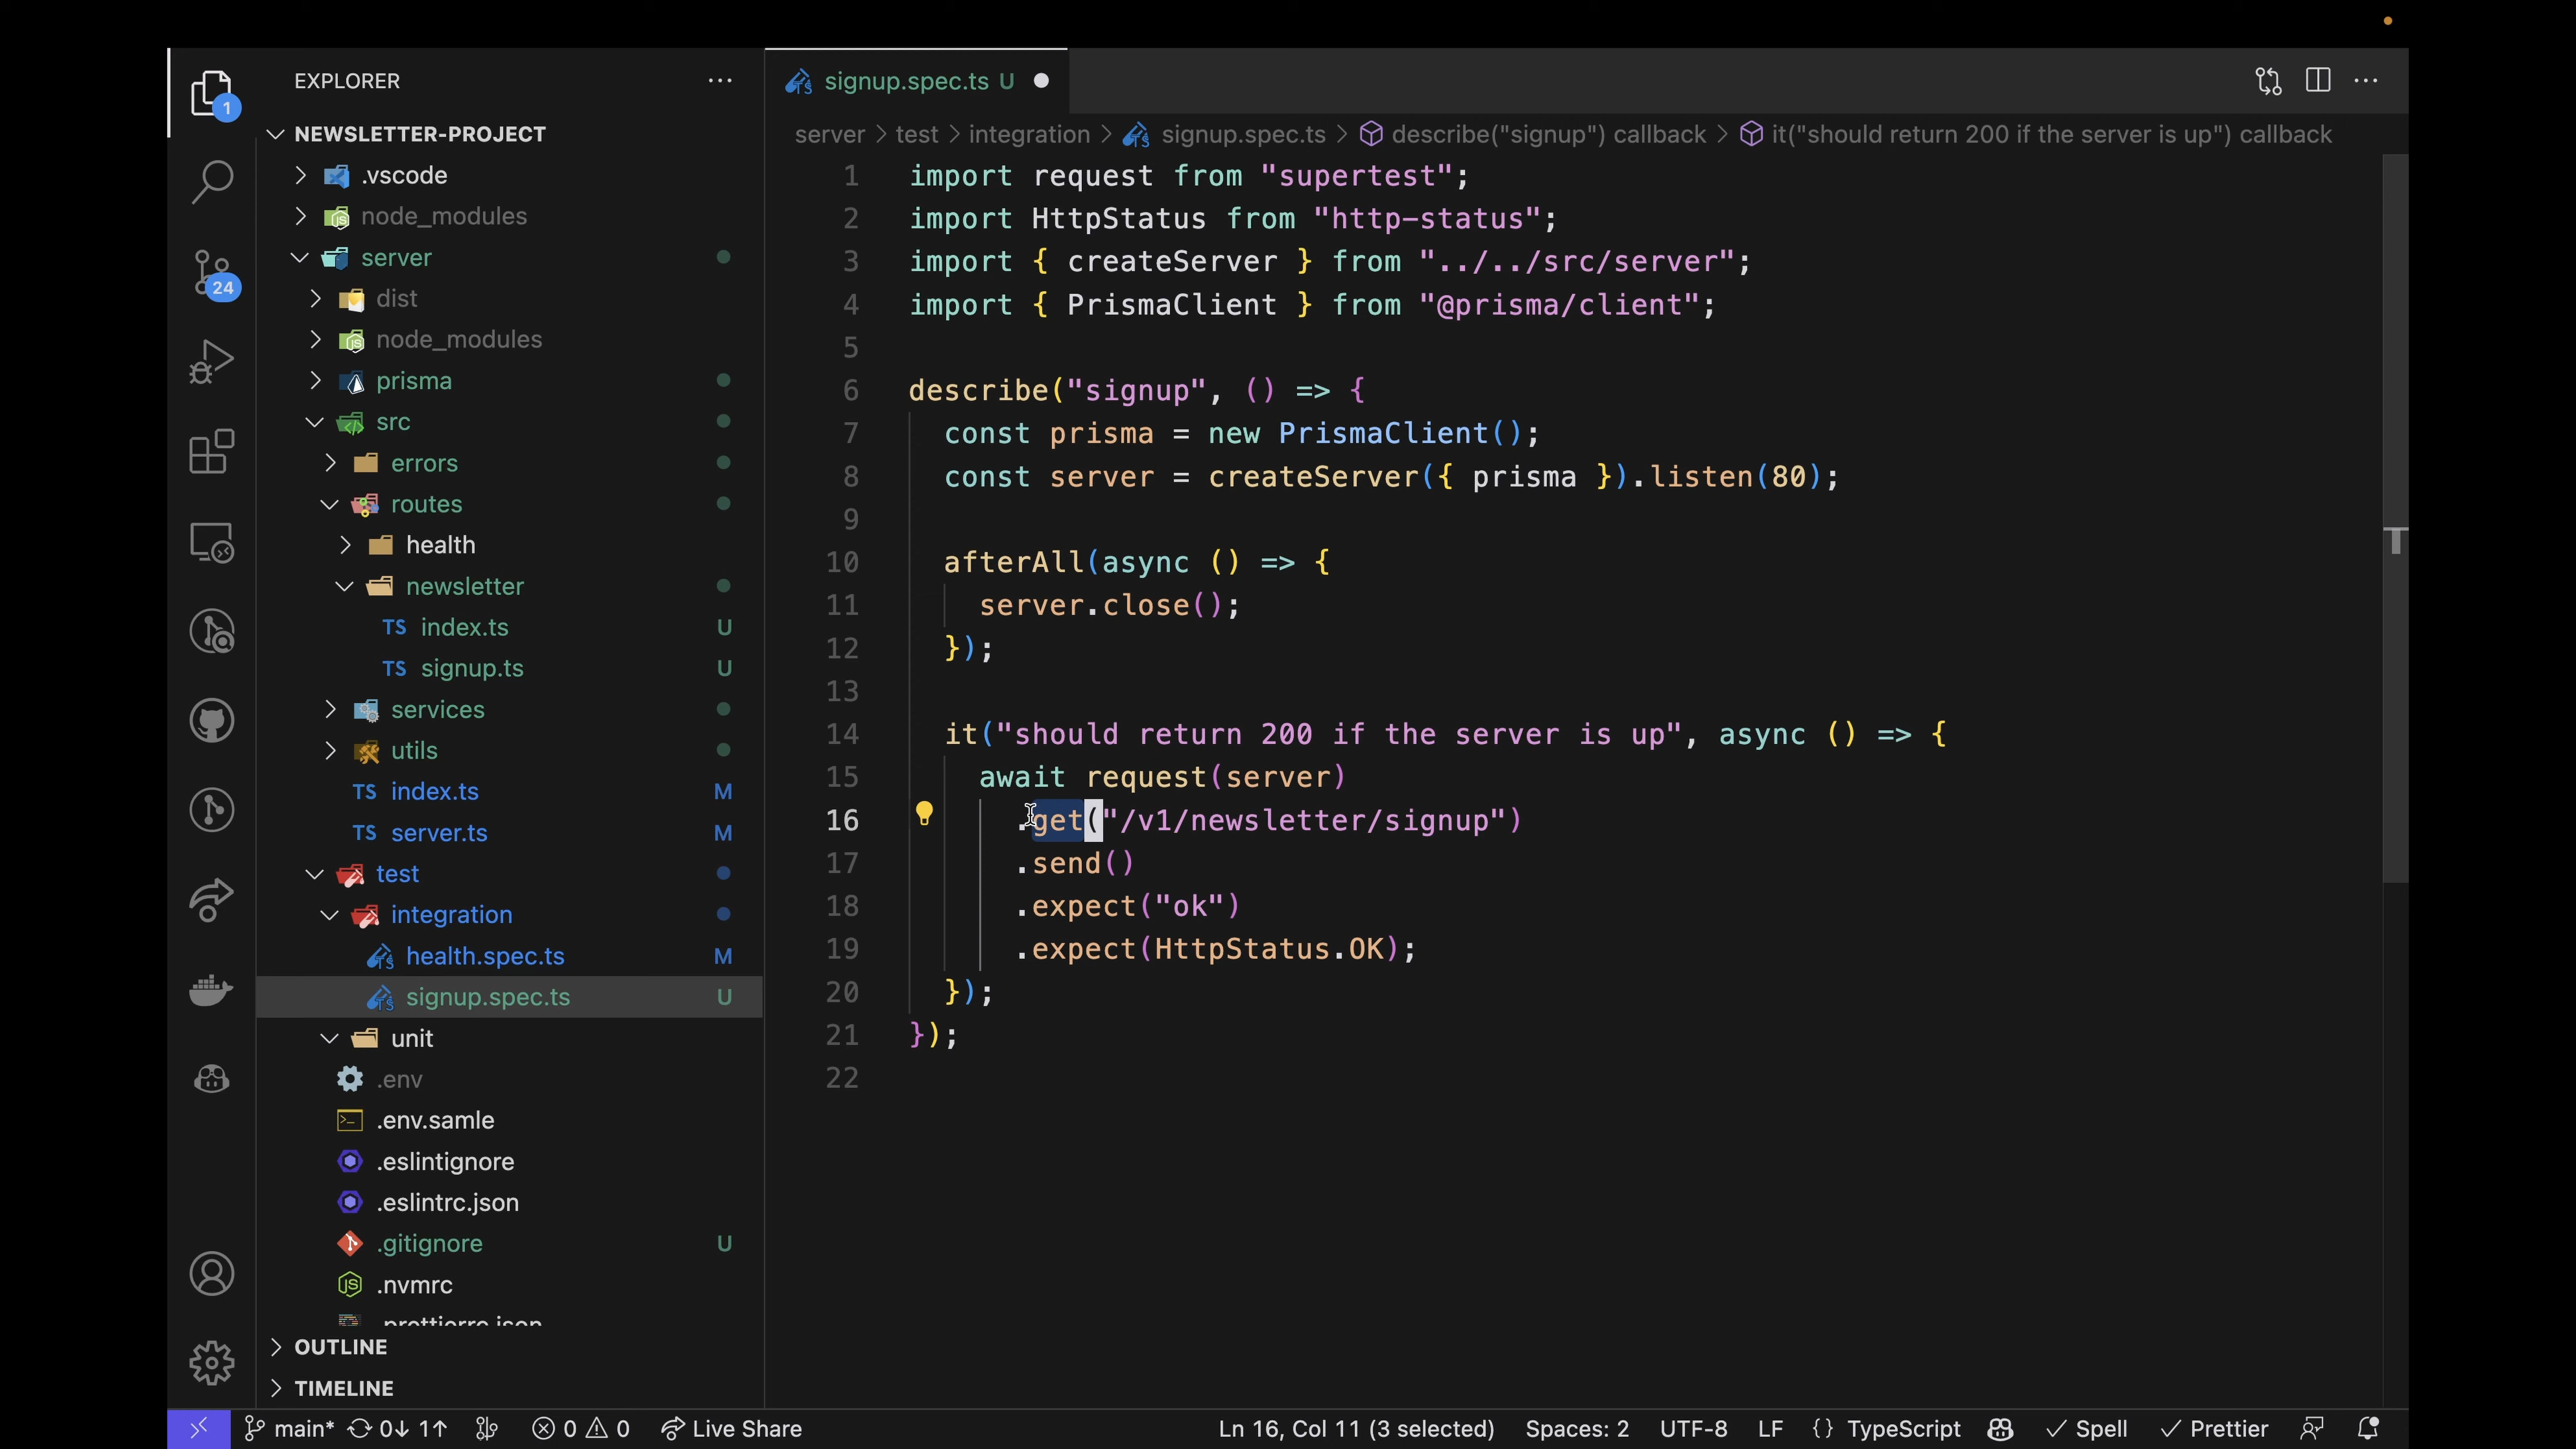 EXPLORER
NEWSLETTER-PROJECT
.vscode
node_modules
server
dist
node_modules
prisma
src
errors
routes
health
newsletter
TS index.ts U
TS signup.ts U
services
utils
TS index.ts M
TS server.ts M
test
integration
health.spec.ts M
signup.spec.ts U
unit
.env
.env.samle
.eslintignore
.eslintrc.json
.gitignore U
.nvmrc
.prettierrc.json
OUTLINE
TIMELINE
1
24
signup.spec.ts U
server > test > integration > signup.spec.ts > describe("signup") callback > it("should return 200 if the server is up") callback
1 import request from "supertest";
2 import HttpStatus from "http-status";
3 import { createServer } from "../../src/server";
4 import { PrismaClient } from "@prisma/client";
5
6 describe("signup", () => {
7 const prisma = new PrismaClient();
8 const server = createServer({ prisma }).listen(80);
9
10 afterAll(async () => {
11 server.close();
12 });
13
14 it("should return 200 if the server is up", async () => {
15 await request(server)
16 .get("/v1/newsletter/signup")
17 .send()
18 .expect("ok")
19 .expect(HttpStatus.OK);
20 });
21 });
22
main* 0↓ 1↑ 0 0 Live Share Ln 16, Col 11 (3 selected) Spaces: 2 UTF-8 LF {} TypeScript Spell Prettier